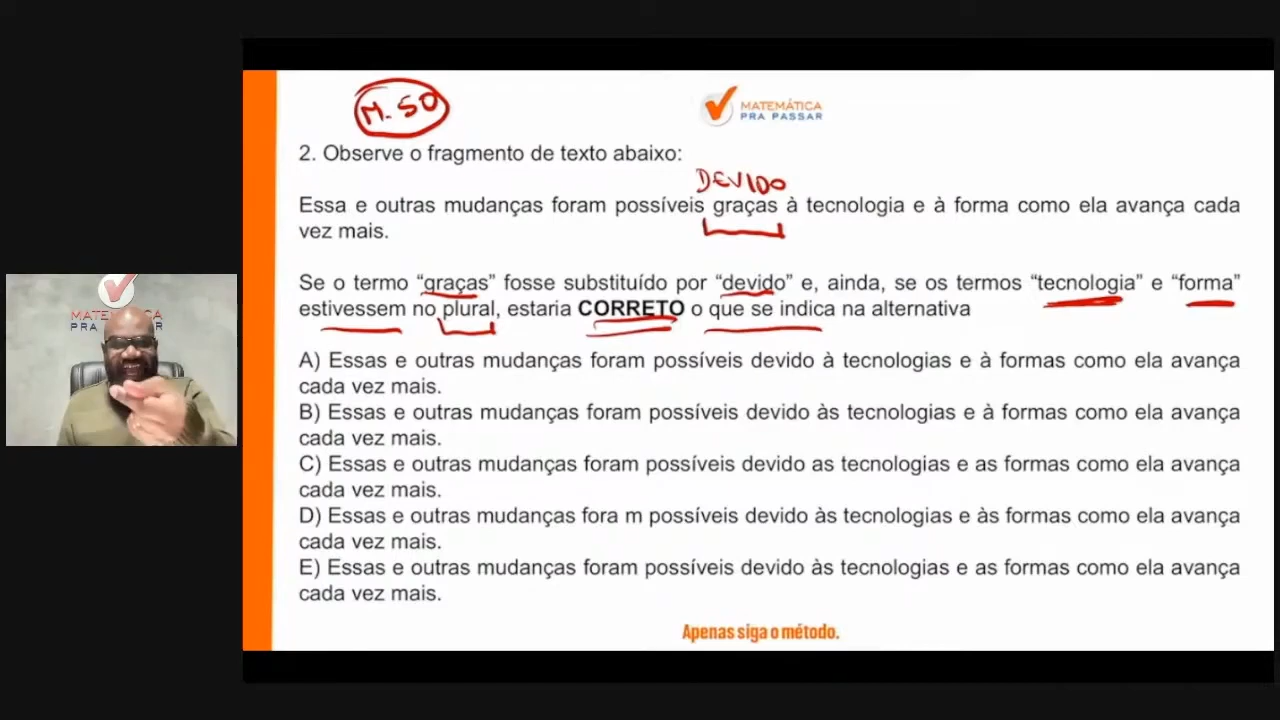 M. 50
MATEMÁTICA
PRA PASSAR
2. Observe o fragmento de texto abaixo:
DEVIDO
Essa e outras mudanças foram possíveis graças à tecnologia e à forma como ela avança cada
vez mais.
Se o termo “graças” fosse substituído por “devido” e, ainda, se os termos “tecnologia” e “forma”
estivessem no plural, estaria CORRETO o que se indica na alternativa
A) Essas e outras mudanças foram possíveis devido à tecnologias e à formas como ela avança
cada vez mais.
B) Essas e outras mudanças foram possíveis devido às tecnologias e à formas como ela avança
cada vez mais.
C) Essas e outras mudanças foram possíveis devido as tecnologias e as formas como ela avança
cada vez mais.
D) Essas e outras mudanças fora m possíveis devido às tecnologias e às formas como ela avança
cada vez mais.
E) Essas e outras mudanças foram possíveis devido às tecnologias e as formas como ela avança
cada vez mais.
Apenas siga o método.